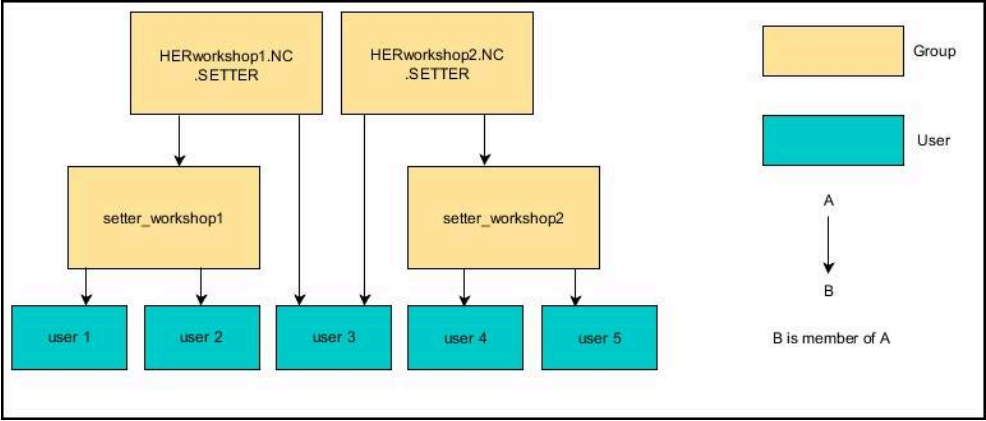 HERworkshop1.NC
.SETTER
HERworkshop2.NC
.SETTER
Group
User
setter_workshop1
setter_workshop2
A
B
user 1
user 2
user 3
user 4
user 5
B is member of A